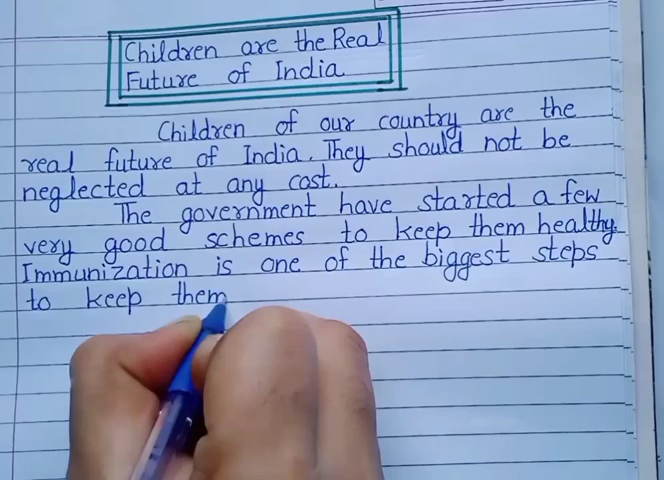 Children are the Real
Future of India
Children of our country are the
real future of India. They should not be
neglected at any cost.
The government have started a few
very good schemes to keep them healthy.
Immunization is one of the biggest steps
to keep them